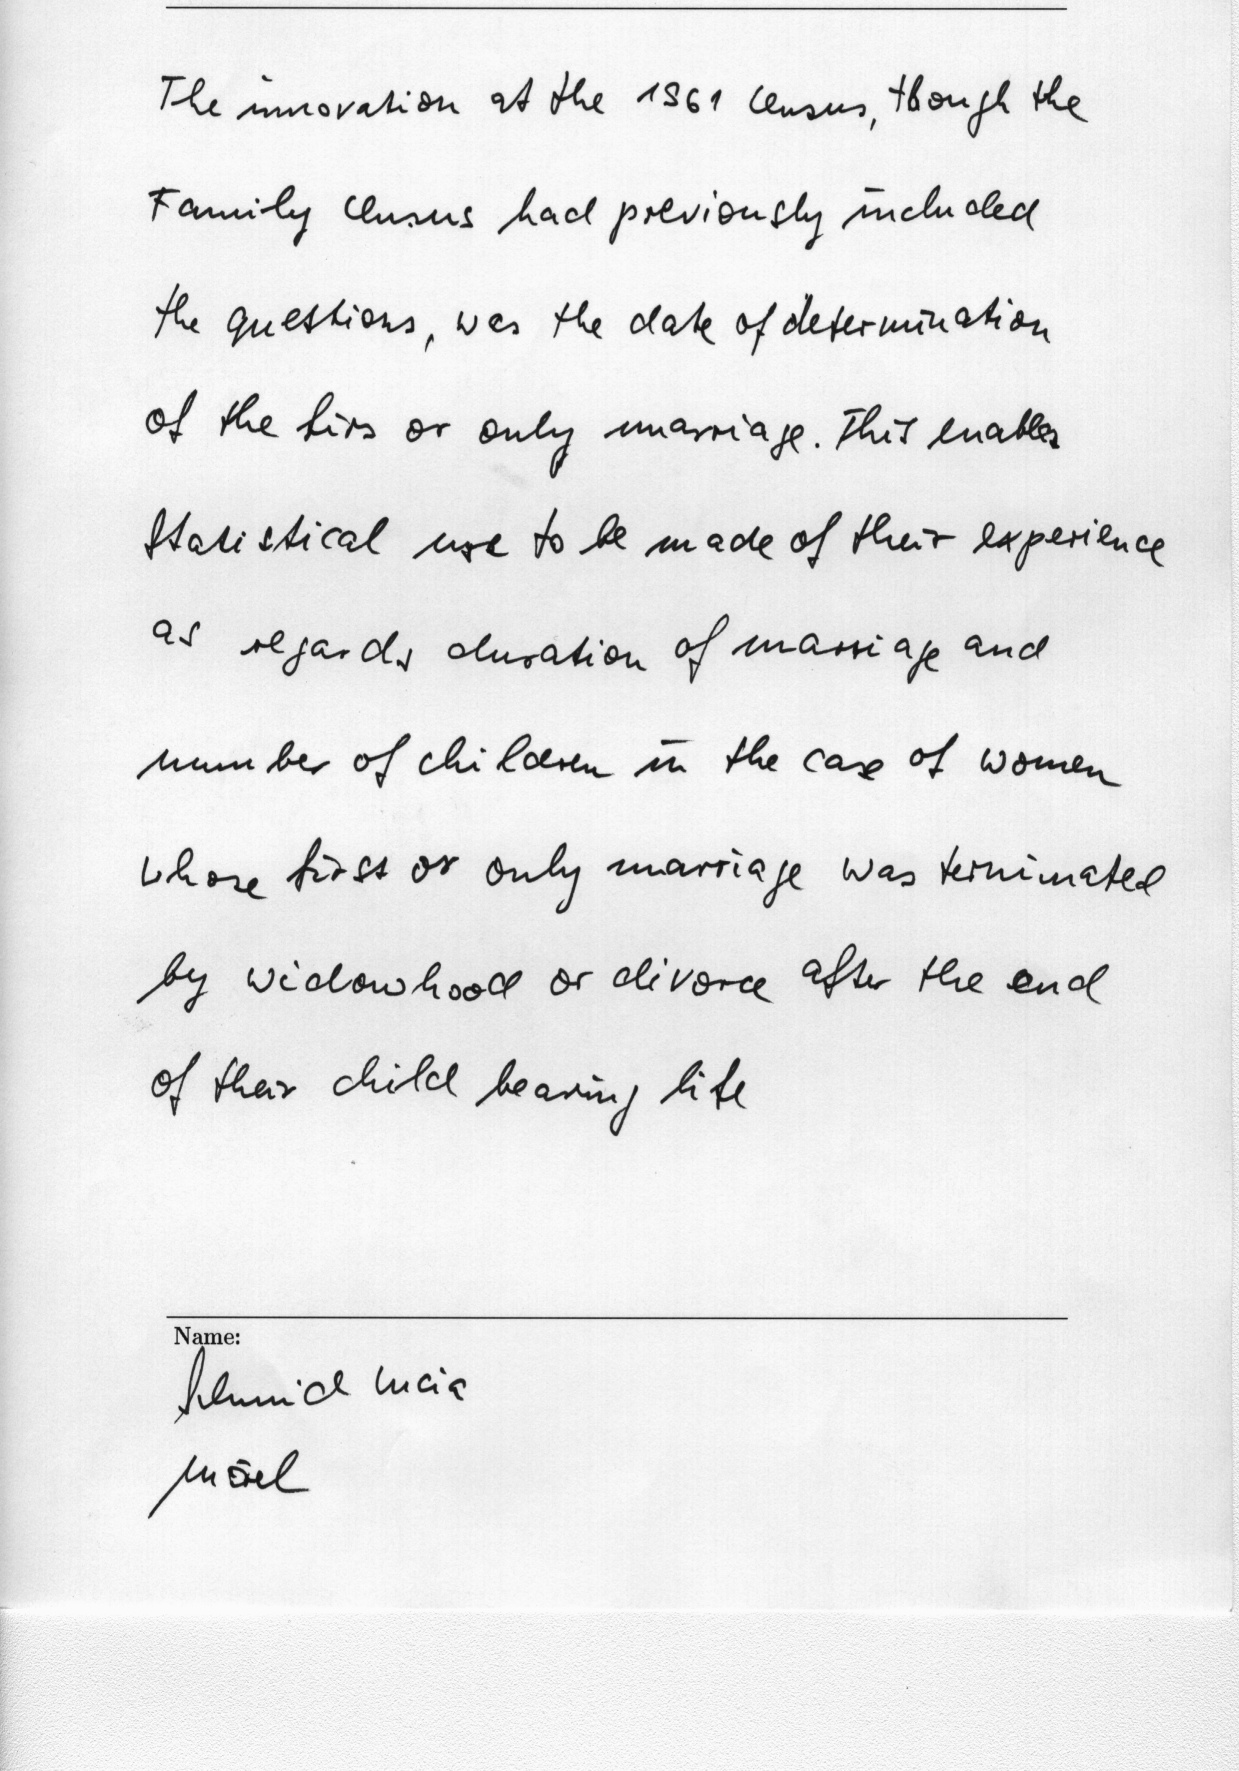 The innovation at the 1961 Census, though the
Family Census had previously included
the questions, was the date of determination
of the firs or only marriage. This enables
Statistical use to be made of their experience
as regards duration of marriage and
number of children in the case of women
whose first or only marriage was terminated
by widowhood or divorce after the end
of their child bearing life
Name:
Schmid Lucia